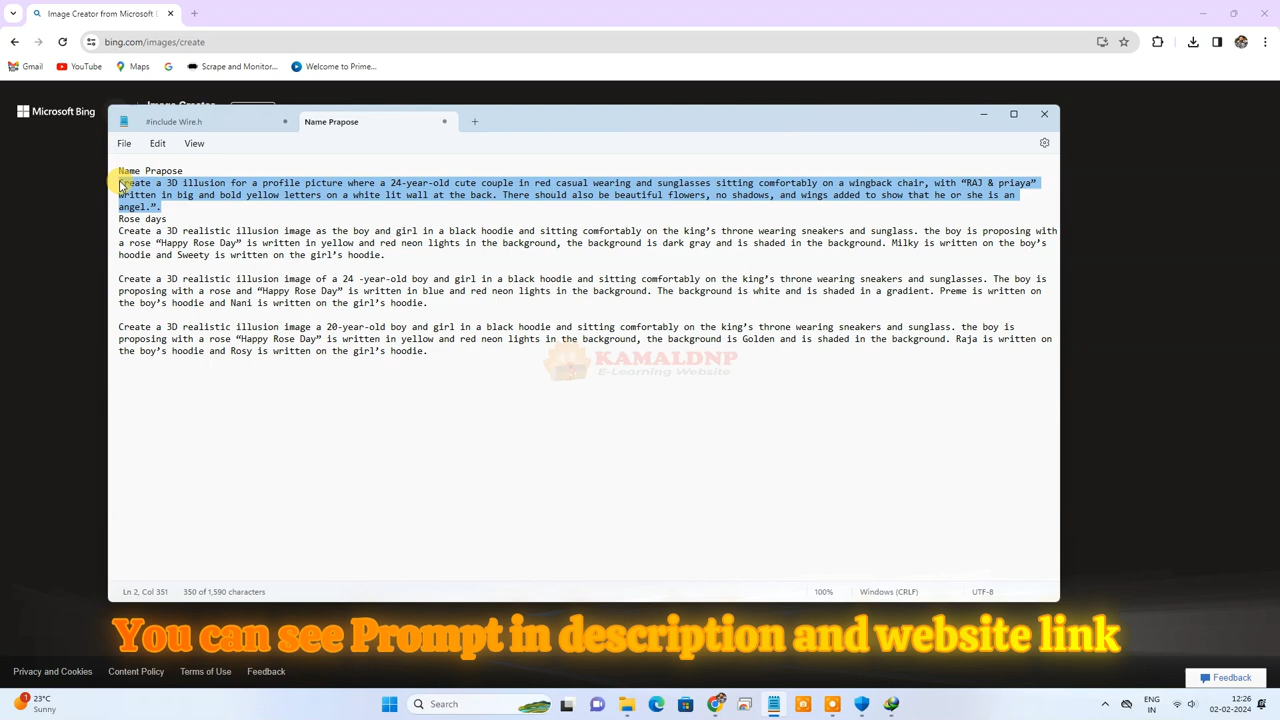 Image Creator from Microsoft D
bing.com/images/create
Gmail
YouTube
Maps
Scrape and Monitor...
Welcome to Prime...
Microsoft Bing
#include Wire.h
Name Prapose
File
Edit
View
Name Prapose
Create a 3D illusion for a profile picture where a 24-year-old cute couple in red casual wearing and sunglasses sitting comfortably on a wingback chair, with “RAJ & priaya”
written in big and bold yellow letters on a white lit wall at the back. There should also be beautiful flowers, no shadows, and wings added to show that he or she is an
angel.”.
Rose days
Create a 3D realistic illusion image as the boy and girl in a black hoodie and sitting comfortably on the king’s throne wearing sneakers and sunglass. the boy is proposing with
a rose “Happy Rose Day” is written in yellow and red neon lights in the background, the background is dark gray and is shaded in the background. Milky is written on the boy’s
hoodie and Sweety is written on the girl’s hoodie.
Create a 3D realistic illusion image of a 24 -year-old boy and girl in a black hoodie and sitting comfortably on the king’s throne wearing sneakers and sunglasses. The boy is
proposing with a rose and “Happy Rose Day” is written in blue and red neon lights in the background. The background is white and is shaded in a gradient. Preme is written on
the boy’s hoodie and Nani is written on the girl’s hoodie.
Create a 3D realistic illusion image a 20-year-old boy and girl in a black hoodie and sitting comfortably on the king’s throne wearing sneakers and sunglass. the boy is
proposing with a rose “Happy Rose Day” is written in yellow and red neon lights in the background, the background is Golden and is shaded in the background. Raja is written on
the boy’s hoodie and Rosy is written on the girl’s hoodie.
KAMALDNP
E-Learning Website
Ln 2, Col 351
350 of 1,590 characters
100%
Windows (CRLF)
UTF-8
You can see Prompt in description and website link
Privacy and Cookies
Content Policy
Terms of Use
Feedback
Feedback
1
23°C
Sunny
Search
ENG
IN
12:26
02-02-2024